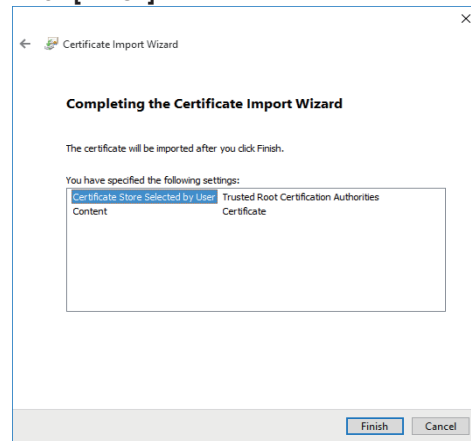 Certificate Import Wizard
Completing the Certificate Import Wizard
The certificate will be imported after you click Finish.
You have specified the following settings:
Certificate Store Selected by User Trusted Root Certification Authorities
Content Certificate
Finish Cancel